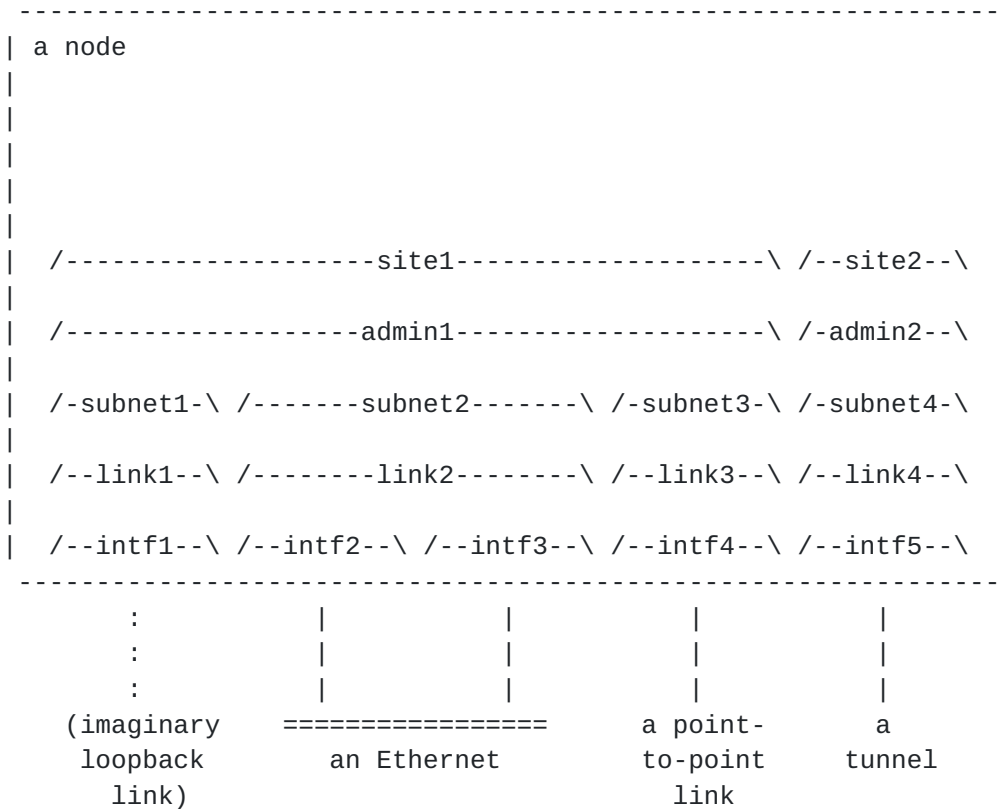 ---------------------------------------------------------------
| a node
|
|
|
|
|
|  /--------------------site1--------------------\ /--site2--\
|
|  /-------------------admin1--------------------\ /-admin2--\
|
|  /-subnet1-\ /-------subnet2-------\ /-subnet3-\ /-subnet4-\
|
|  /--link1--\ /--------link2--------\ /--link3--\ /--link4--\
|
|  /--intf1--\ /--intf2--\ /--intf3--\ /--intf4--\ /--intf5--\
 ---------------------------------------------------------------
        :           |           |           |           |
        :           |           |           |           |
        :           |           |           |           |
    (imaginary    =================      a point-       a
     loopback        an Ethernet         to-point     tunnel
       link)                               link